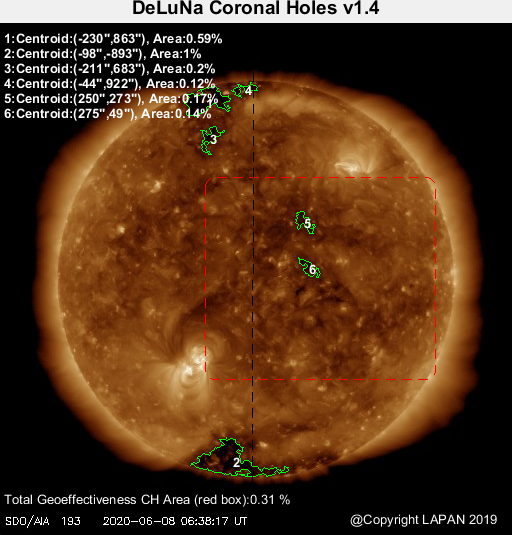 DeLuNa Coronal Holes v1.4
1:Centroid:(-230",863"), Area:0.59%
2:Centroid:(-98",-893"), Area:1%
3:Centroid:(-211",683"), Area:0.2%
4:Centroid:(-44",922"), Area:0.12%
5:Centroid:(250",273"), Area:0.17%
6:Centroid:(275",49"), Area:0.14%
1
4
3
5
6
2
Total Geoeffectiveness CH Area (red box):0.31 %
SDO/AIA 193 2020-06-08 06:38:17 UT
@Copyright LAPAN 2019